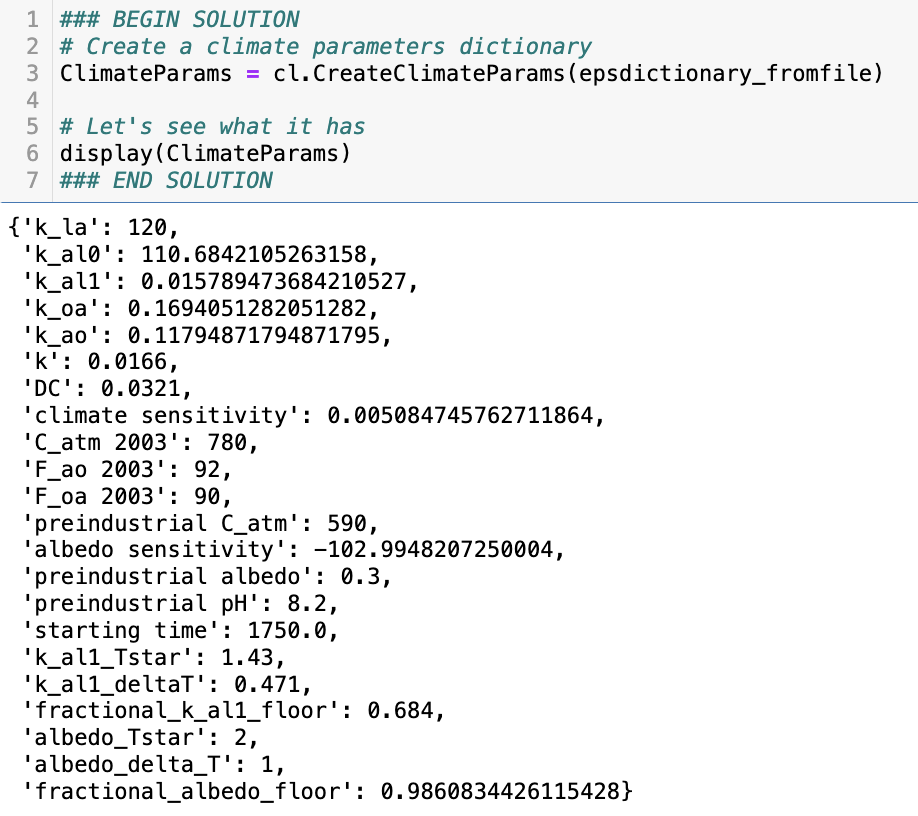 1 ### BEGIN SOLUTION
2 # Create a climate parameters dictionary
3 ClimateParams = cl.CreateClimateParams(epsdictionary_fromfile)
4
5 # Let's see what it has
6 display(ClimateParams)
7 ### END SOLUTION
{'k_la': 120,
 'k_al0': 110.6842105263158,
 'k_al1': 0.015789473684210527,
 'k_oa': 0.1694051282051282,
 'k_ao': 0.11794871794871795,
 'k': 0.0166,
 'DC': 0.0321,
 'climate sensitivity': 0.005084745762711864,
 'C_atm 2003': 780,
 'F_ao 2003': 92,
 'F_oa 2003': 90,
 'preindustrial C_atm': 590,
 'albedo sensitivity': -102.9948207250004,
 'preindustrial albedo': 0.3,
 'preindustrial pH': 8.2,
 'starting time': 1750.0,
 'k_al1_Tstar': 1.43,
 'k_al1_deltaT': 0.471,
 'fractional_k_al1_floor': 0.684,
 'albedo_Tstar': 2,
 'albedo_delta_T': 1,
 'fractional_albedo_floor': 0.9860834426115428}